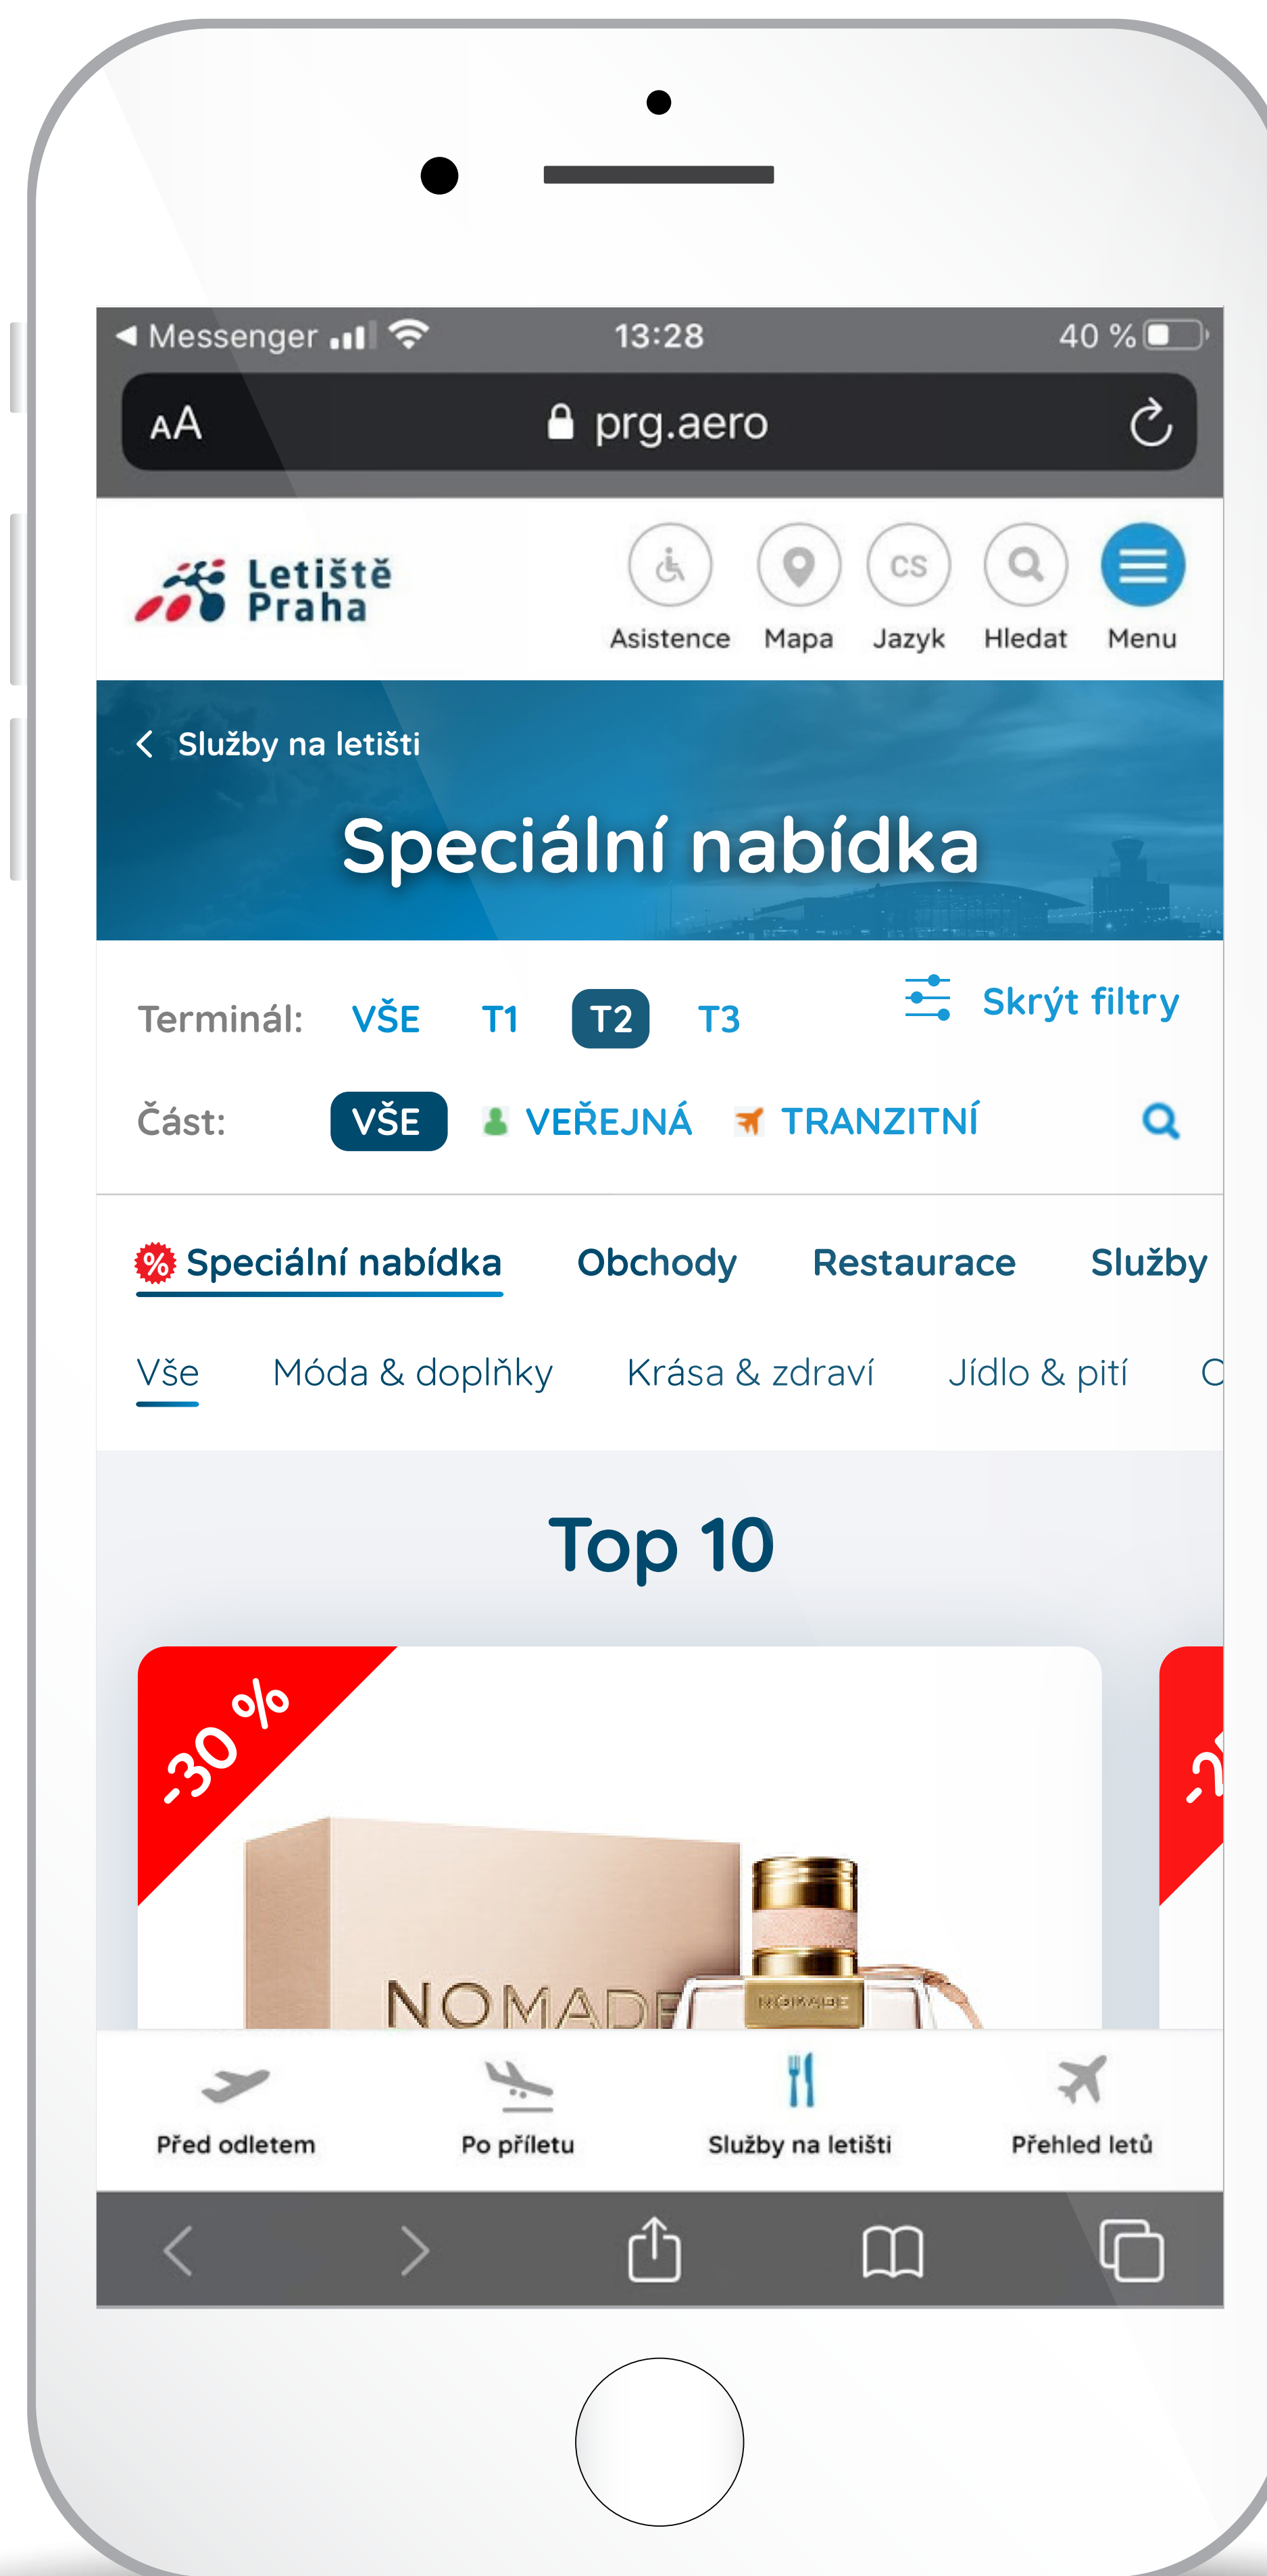 Messenger 13:28 40 %
AA prg.aero
Letiště
Praha
CS
Asistence Mapa Jazyk Hledat Menu
Služby na letišti
Speciální nabídka
Terminál: VŠE T1 T2 T3 Skrýt filtry
Část: VŠE VEŘEJNÁ TRANZITNÍ
% Speciální nabídka Obchody Restaurace Služby
Vše Móda & doplňky Krása & zdraví Jídlo & pití
Top 10
-30 %
NOMADE
NOMADE
Před odletem Po příletu Služby na letišti Přehled letů